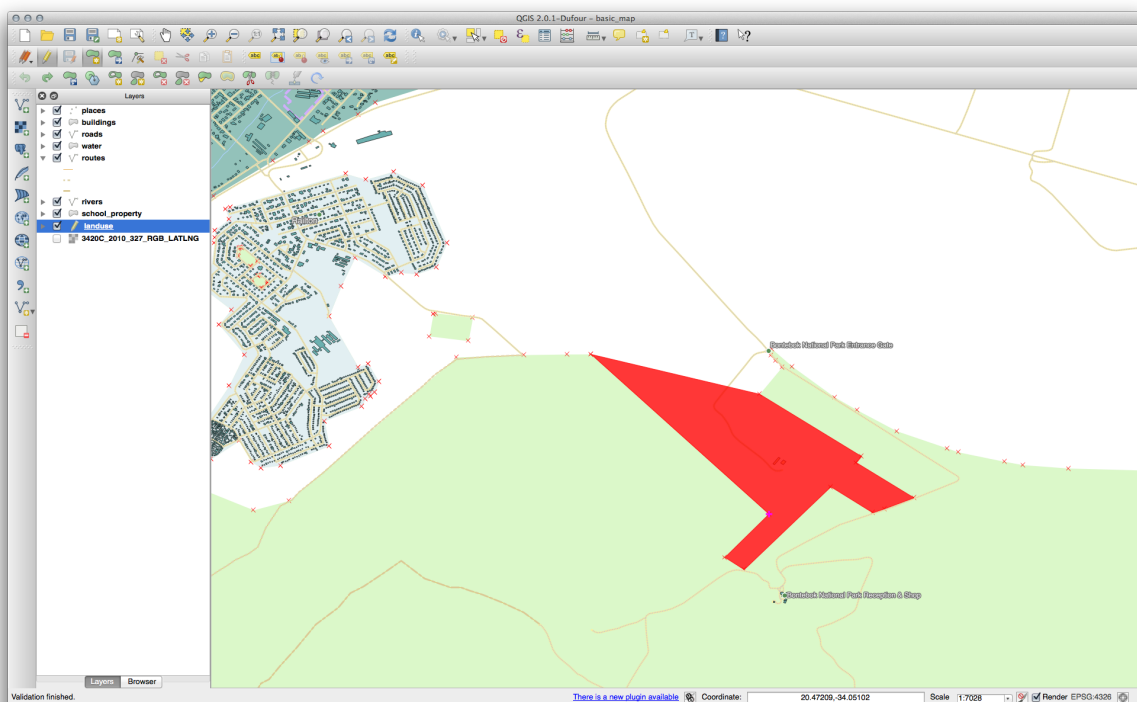 QGIS 2.0.1-Dufour - basic_map
Layers
places
buildings
roads
water
routes
rivers
school_property
landuse
3420C_2010_327_RGB_LATLNG
Bontebok National Park Entrance Gate
Bontebok National Park Reception & Shop
Layers
Browser
Validation finished.
There is a new plugin available
Coordinate:
20.47209,-34.05102
Scale
1:7028
Render
EPSG:4326